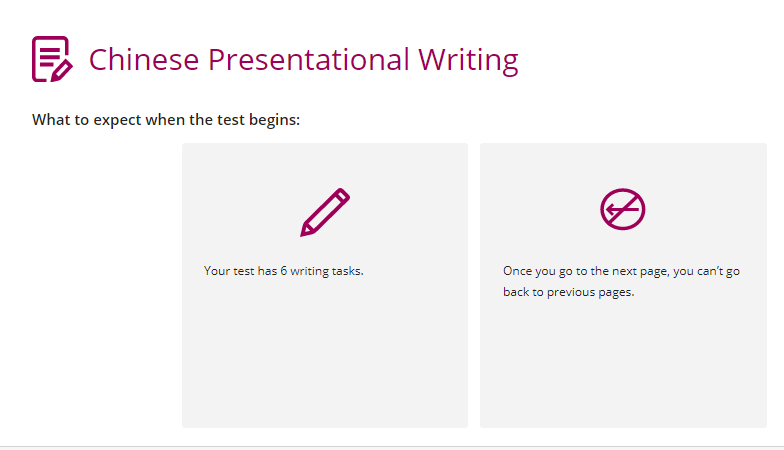 Chinese Presentational Writing
What to expect when the test begins:
Your test has 6 writing tasks.
Once you go to the next page, you can’t go
back to previous pages.